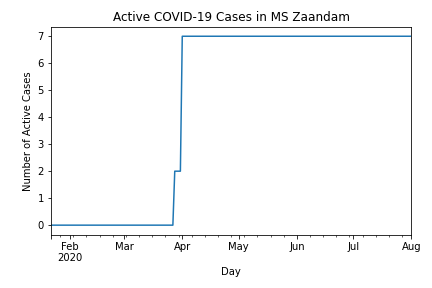 Active COVID-19 Cases in MS Zaandam
Number of Active Cases
7
6
5
4
3
2
1
0
Feb Mar Apr May Jun Jul Aug
2020
Day